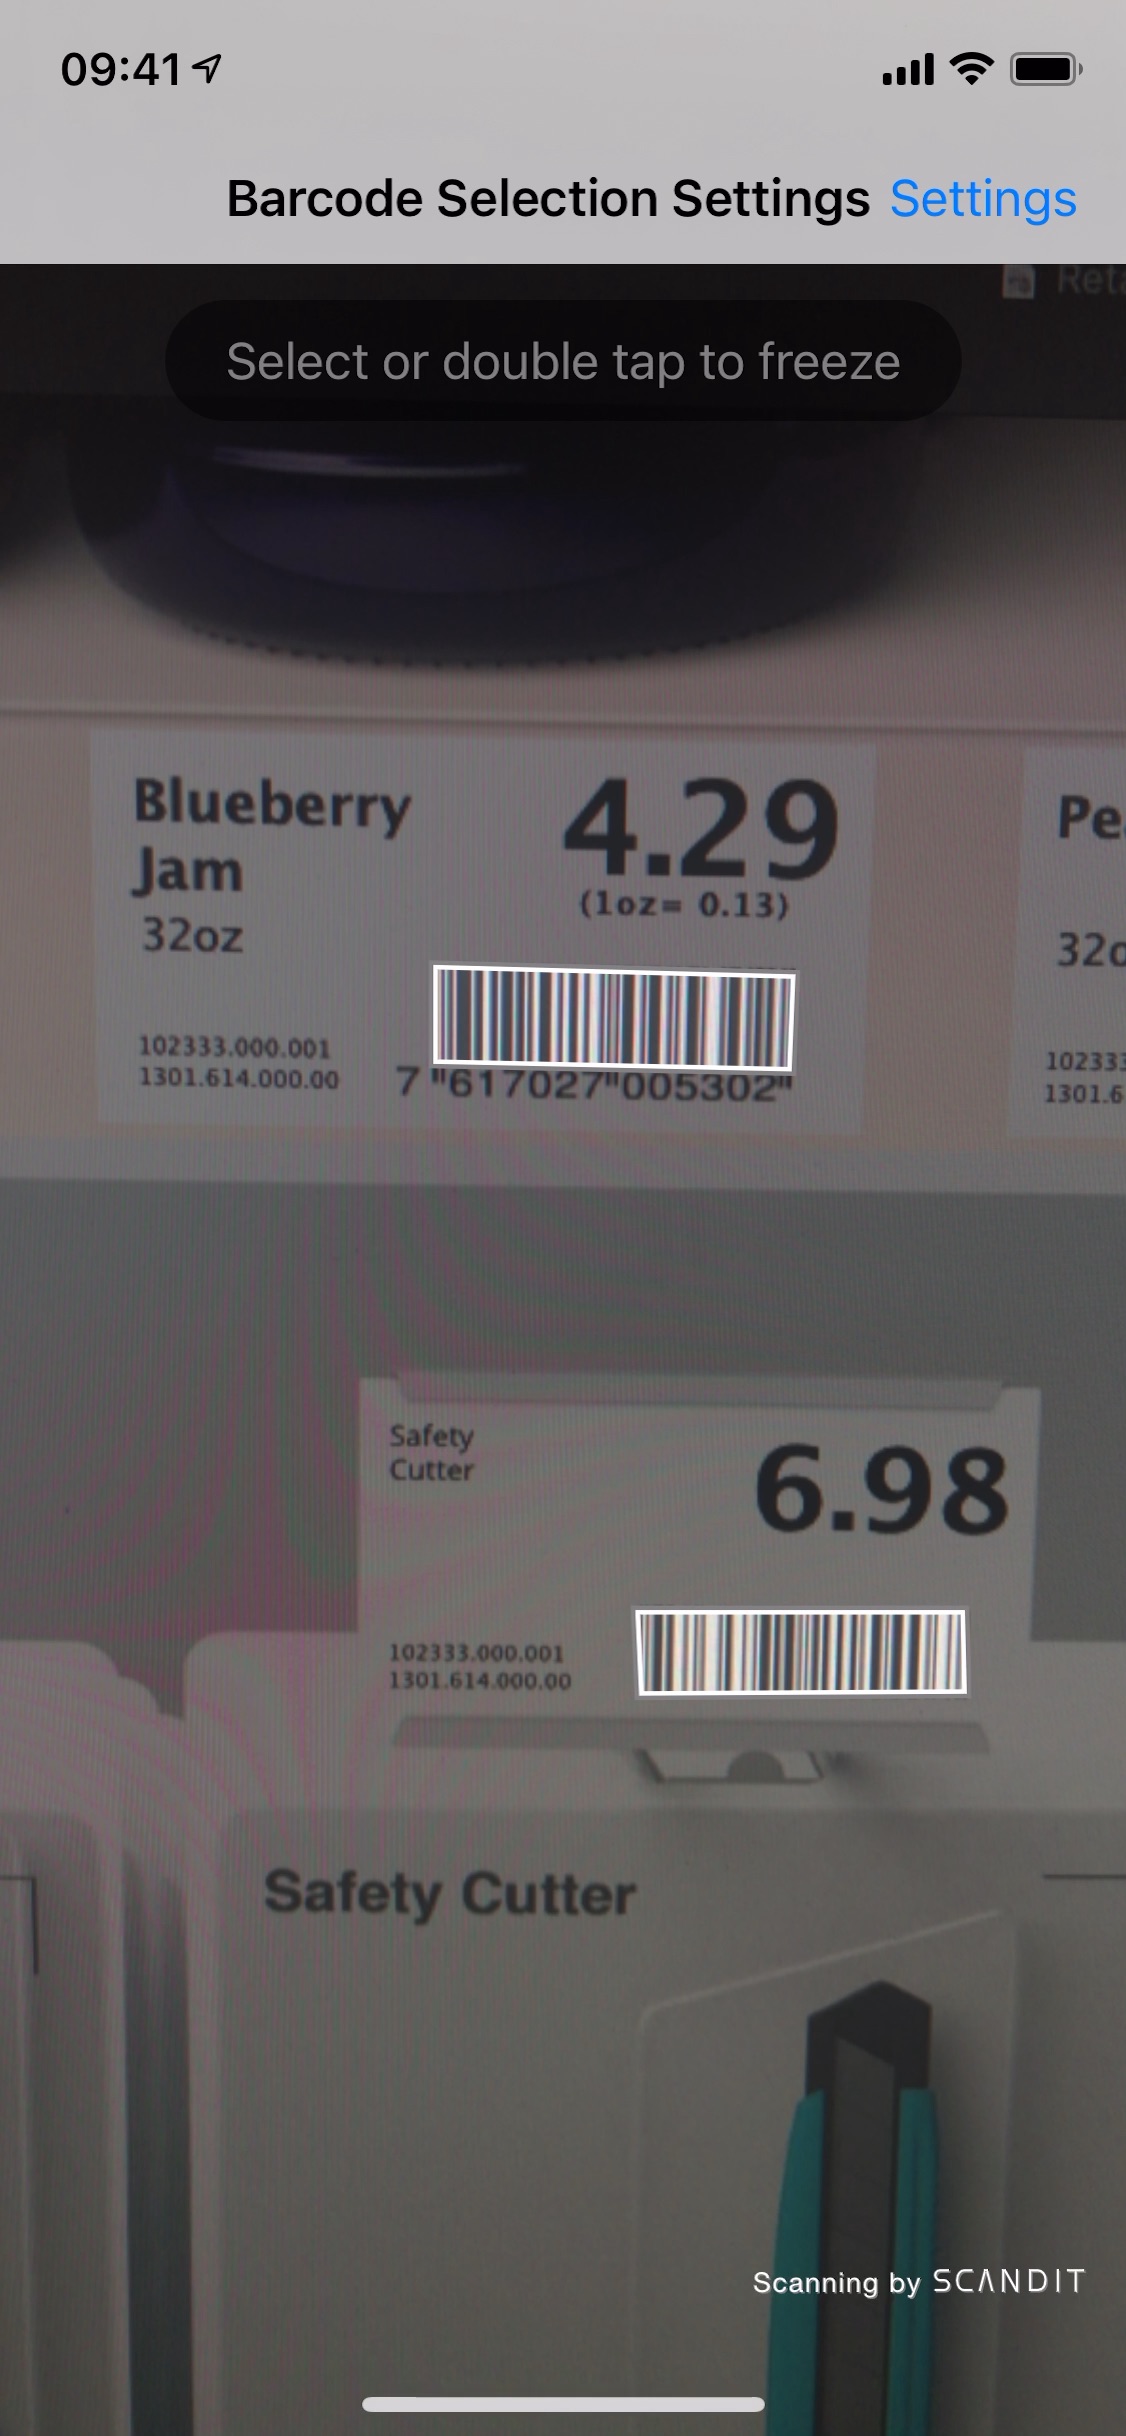 09:41
Barcode Selection Settings Settings
Select or double tap to freeze
Blueberry
Jam
32oz
4.29
(1oz= 0.13)
102333.000.001
1301.614.000.00
7 "617027"005302"
Safety
Cutter
6.98
102333.000.001
1301.614.000.00
Safety Cutter
Scanning by SCANDIT